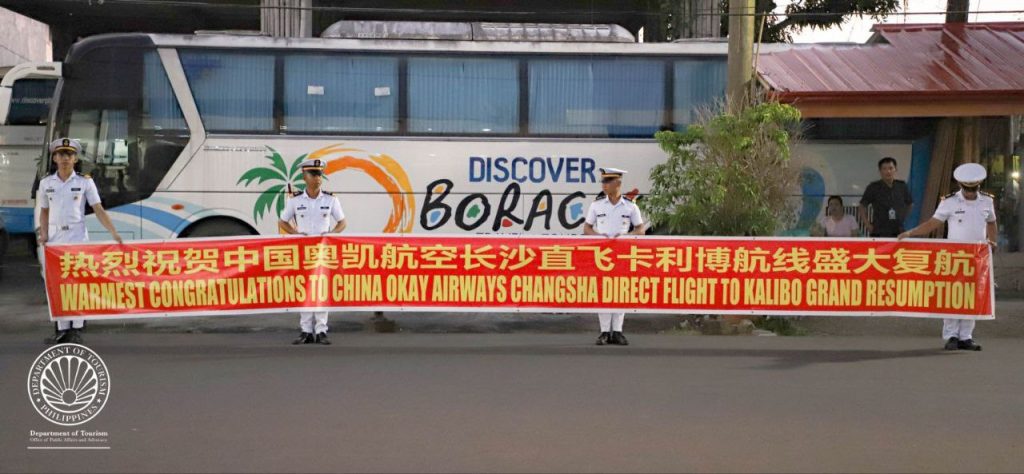 DISCOVER
BORAC
热烈祝贺中国奥凯航空长沙直飞卡利博航线盛大复航
WARMEST CONGRATULATIONS TO CHINA OKAY AIRWAYS CHANGSHA DIRECT FLIGHT TO KALIBO GRAND RESUMPTION
DEPARTMENT OF TOURISM
PHILIPPINES
Department of Tourism
Office of Public Affairs and Advocacy